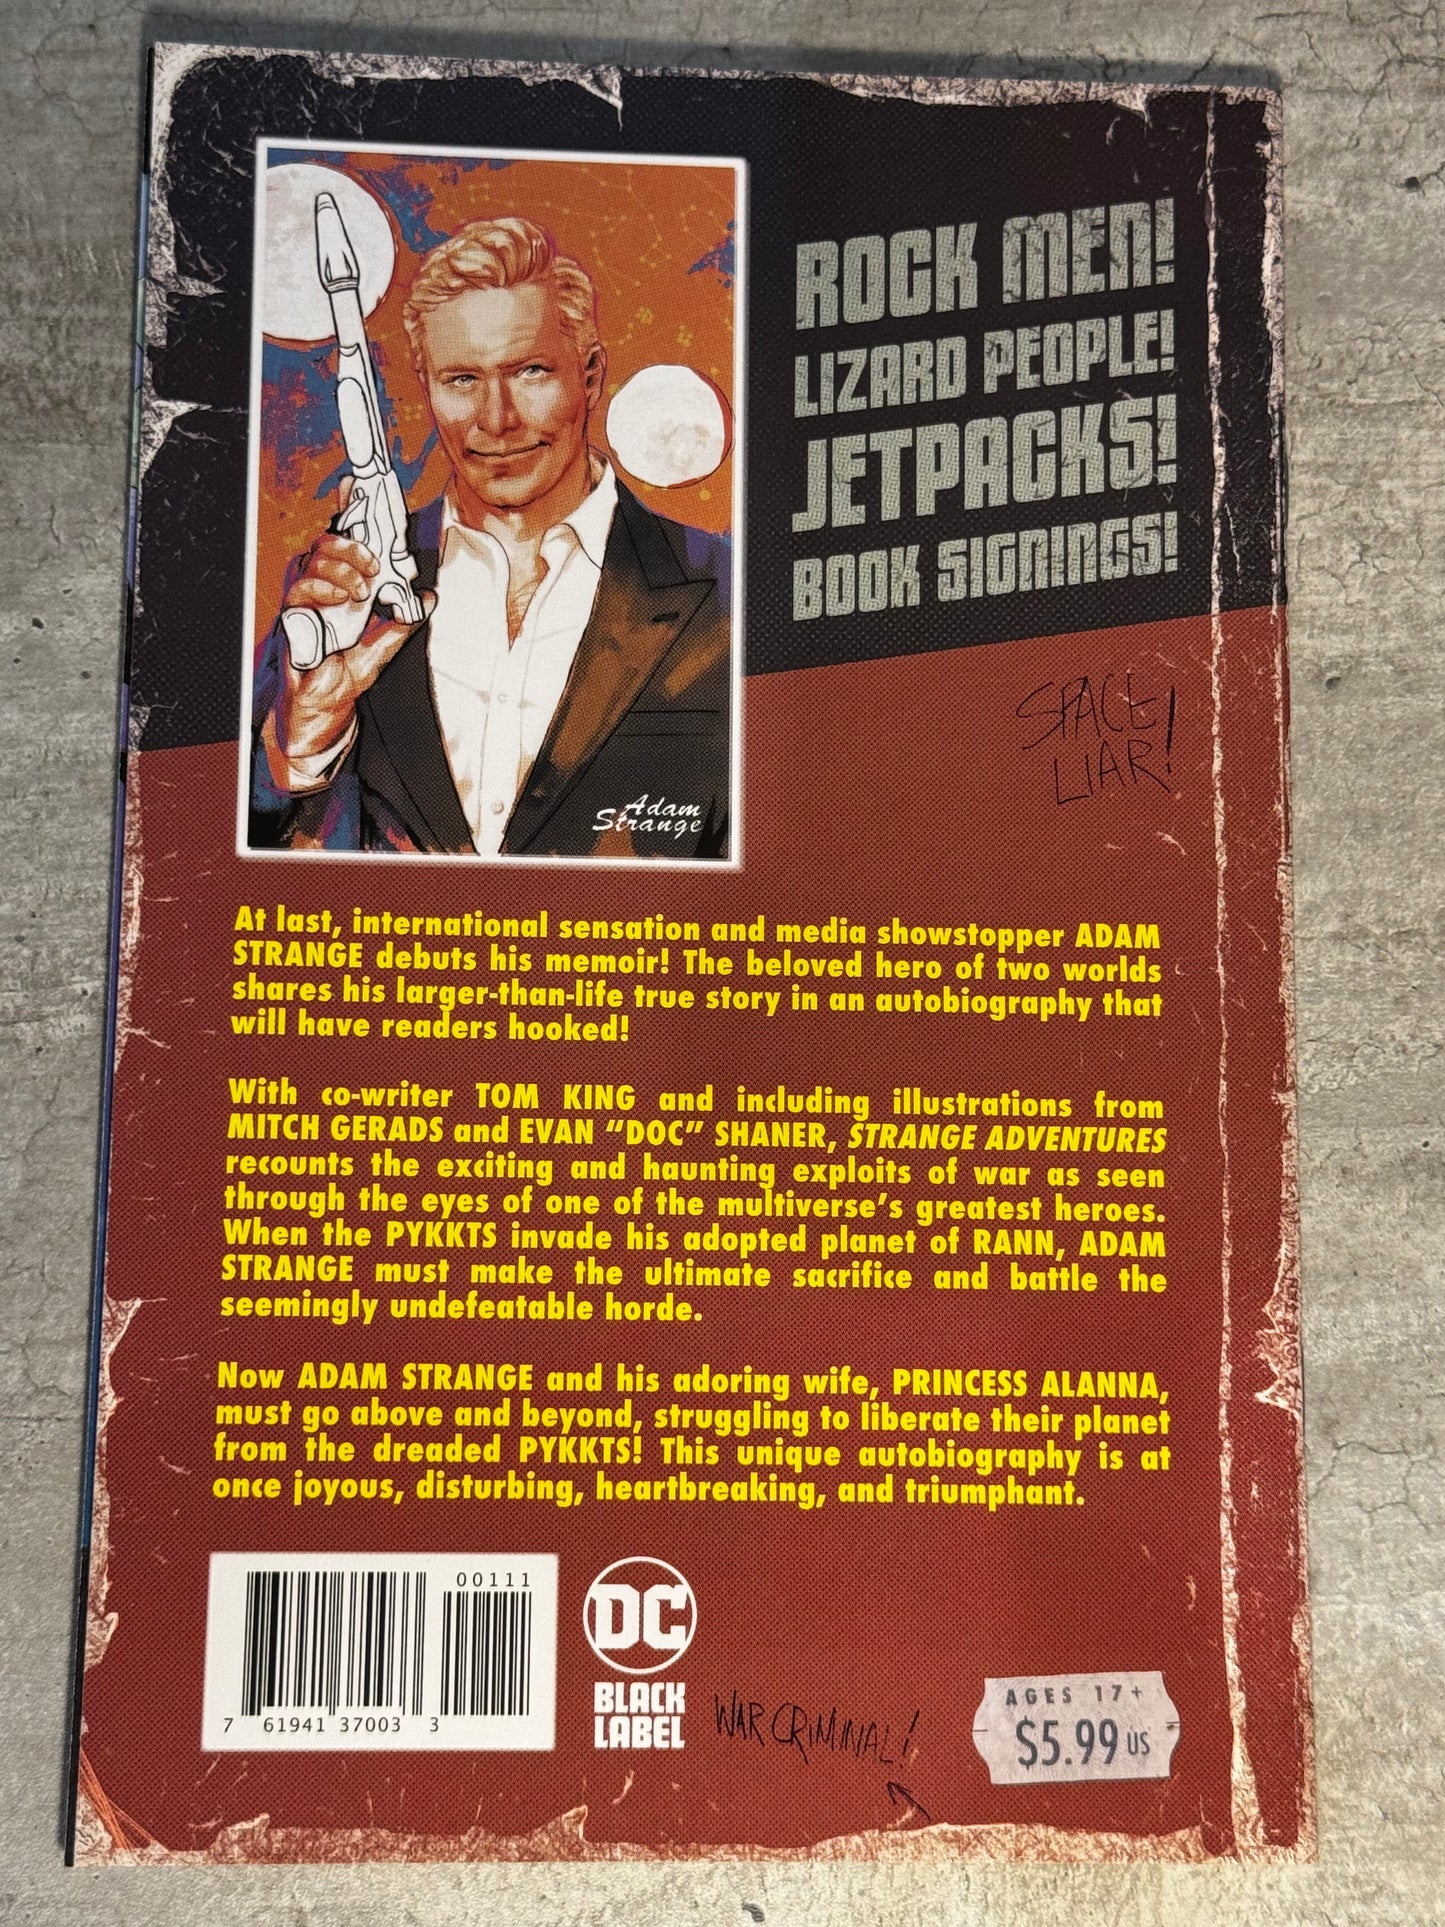 ROCK MEN!
LIZARD PEOPLE!
JETPACKS!
BOOK SIGNINGS!
SPACE
LIAR!
Adam
Strange
At last, international sensation and media showstopper ADAM
STRANGE debuts his memoir! The beloved hero of two worlds
shares his larger-than-life true story in an autobiography that
will have readers hooked!
With co-writer TOM KING and including illustrations from
MITCH GERADS and EVAN “DOC” SHANER, STRANGE ADVENTURES
recounts the exciting and haunting exploits of war as seen
through the eyes of one of the multiverse’s greatest heroes.
When the PYKKTS invade his adopted planet of RANN, ADAM
STRANGE must make the ultimate sacrifice and battle the
seemingly undefeatable horde.
Now ADAM STRANGE and his adoring wife, PRINCESS ALANNA,
must go above and beyond, struggling to liberate their planet
from the dreaded PYKKTS! This unique autobiography is at
once joyous, disturbing, heartbreaking, and triumphant.
00111
7 61941 37003 3
DC
BLACK
LABEL
WAR CRIMINAL!
AGES 17+
$5.99 US